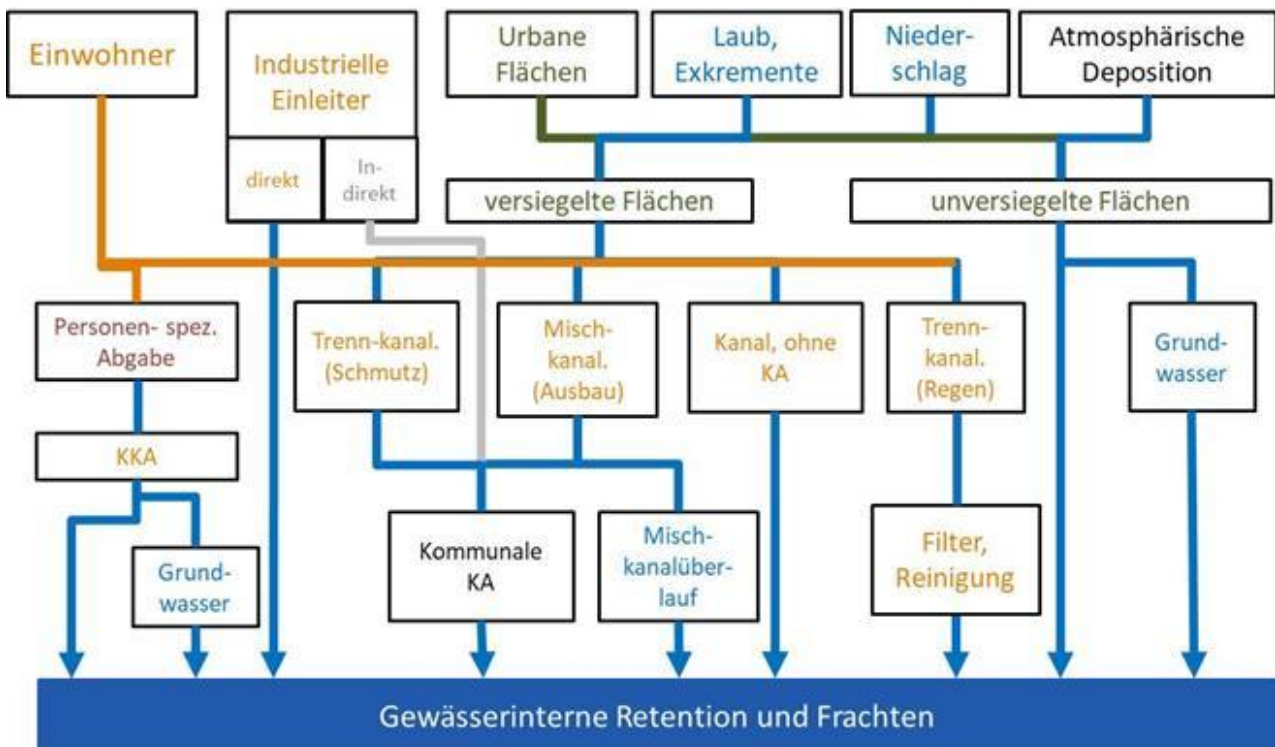 Einwohner
Industrielle
Einleiter
direkt
In-
direkt
Urbane
Flächen
Laub,
Exkremente
Nieder-
schlag
Atmosphärische
Deposition
versiegelte Flächen
unversiegelte Flächen
Personen- spez.
Abgabe
Trenn-kanal.
(Schmutz)
Misch-
kanal.
(Ausbau)
Kanal, ohne
KA
Trenn-
kanal.
(Regen)
Grund-
wasser
KKA
Grund-
wasser
Kommunale
KA
Misch-
kanalüber-
lauf
Filter,
Reinigung
Gewässerinterne Retention und Frachten